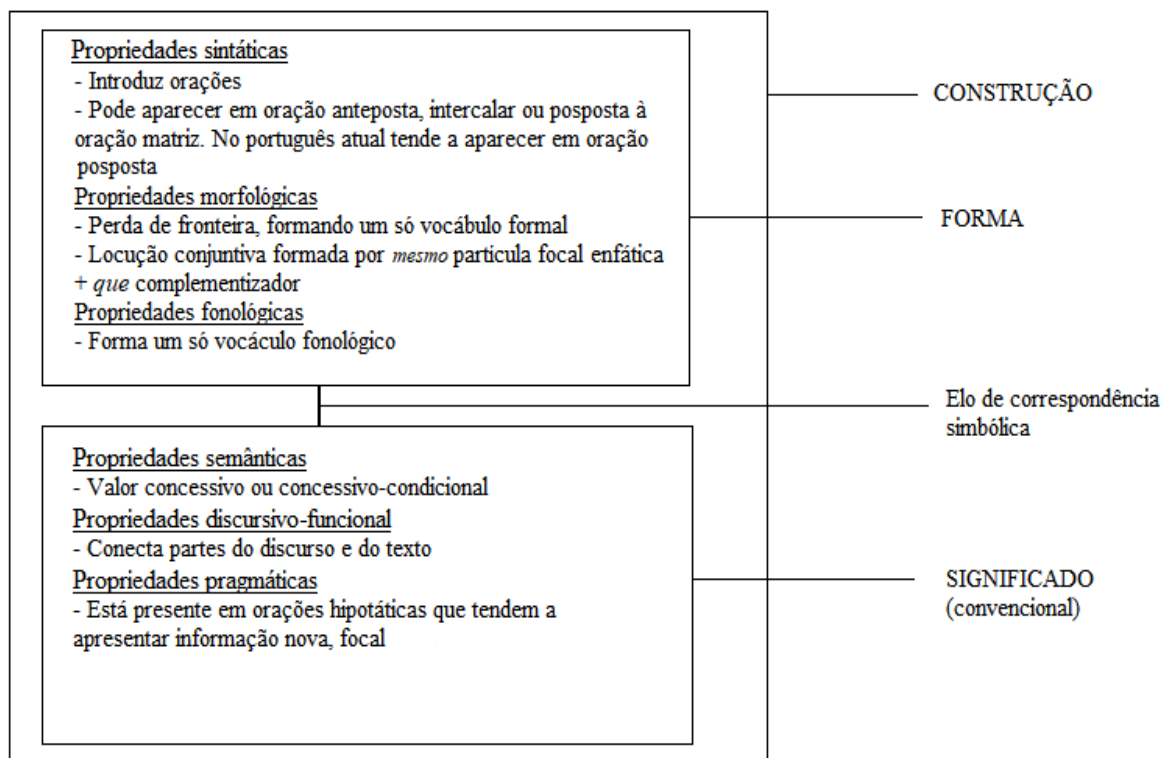 Propriedades sintáticas
- Introduz orações
- Pode aparecer em oração anteposta, intercalar ou posposta à
oração matriz. No português atual tende a aparecer em oração
posposta
Propriedades morfológicas
- Perda de fronteira, formando um só vocábulo formal
- Locução conjuntiva formada por mesmo partícula focal enfática
+ que complementizador
Propriedades fonológicas
- Forma um só vocáculo fonológico
CONSTRUÇÃO
FORMA
Elo de correspondência
simbólica
Propriedades semânticas
- Valor concessivo ou concessivo-condicional
Propriedades discursivo-funcional
- Conecta partes do discurso e do texto
Propriedades pragmáticas
- Está presente em orações hipotáticas que tendem a
apresentar informação nova, focal
SIGNIFICADO
(convencional)